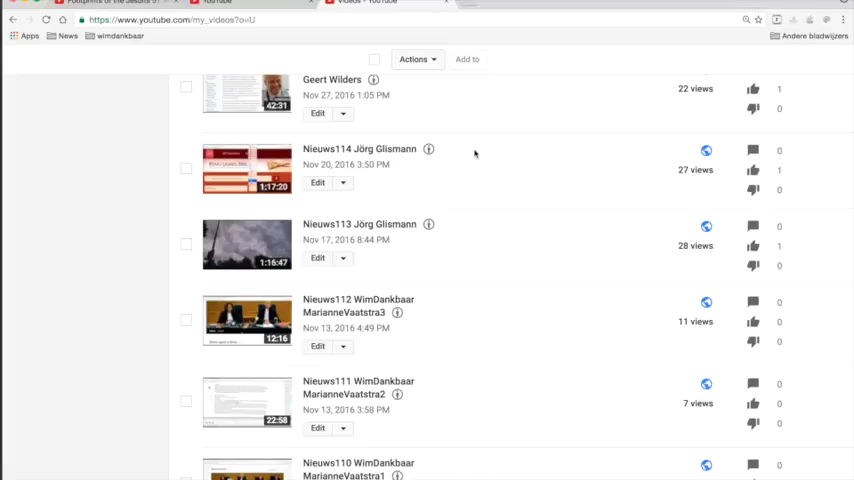 Footprints of the Jesuits
YouTube
Videos - YouTube
https://www.youtube.com/my_videos?o=U
Apps News wimdankbaar Andere bladwijzers
Actions Add to
Geert Wilders
Nov 27, 2016 1:05 PM
42:31
Edit
22 views
1
0
Nieuws114 Jörg Glismann
Nov 20, 2016 3:50 PM
1:17:20
Edit
27 views
0
1
0
Nieuws113 Jörg Glismann
Nov 17, 2016 8:44 PM
1:16:47
Edit
28 views
0
1
0
Nieuws112 WimDankbaar
MarianneVaatstra3
Nov 13, 2016 4:49 PM
12:16
Edit
11 views
0
0
0
Nieuws111 WimDankbaar
MarianneVaatstra2
Nov 13, 2016 3:58 PM
22:58
Edit
7 views
0
0
0
Nieuws110 WimDankbaar
MarianneVaatstra1
0